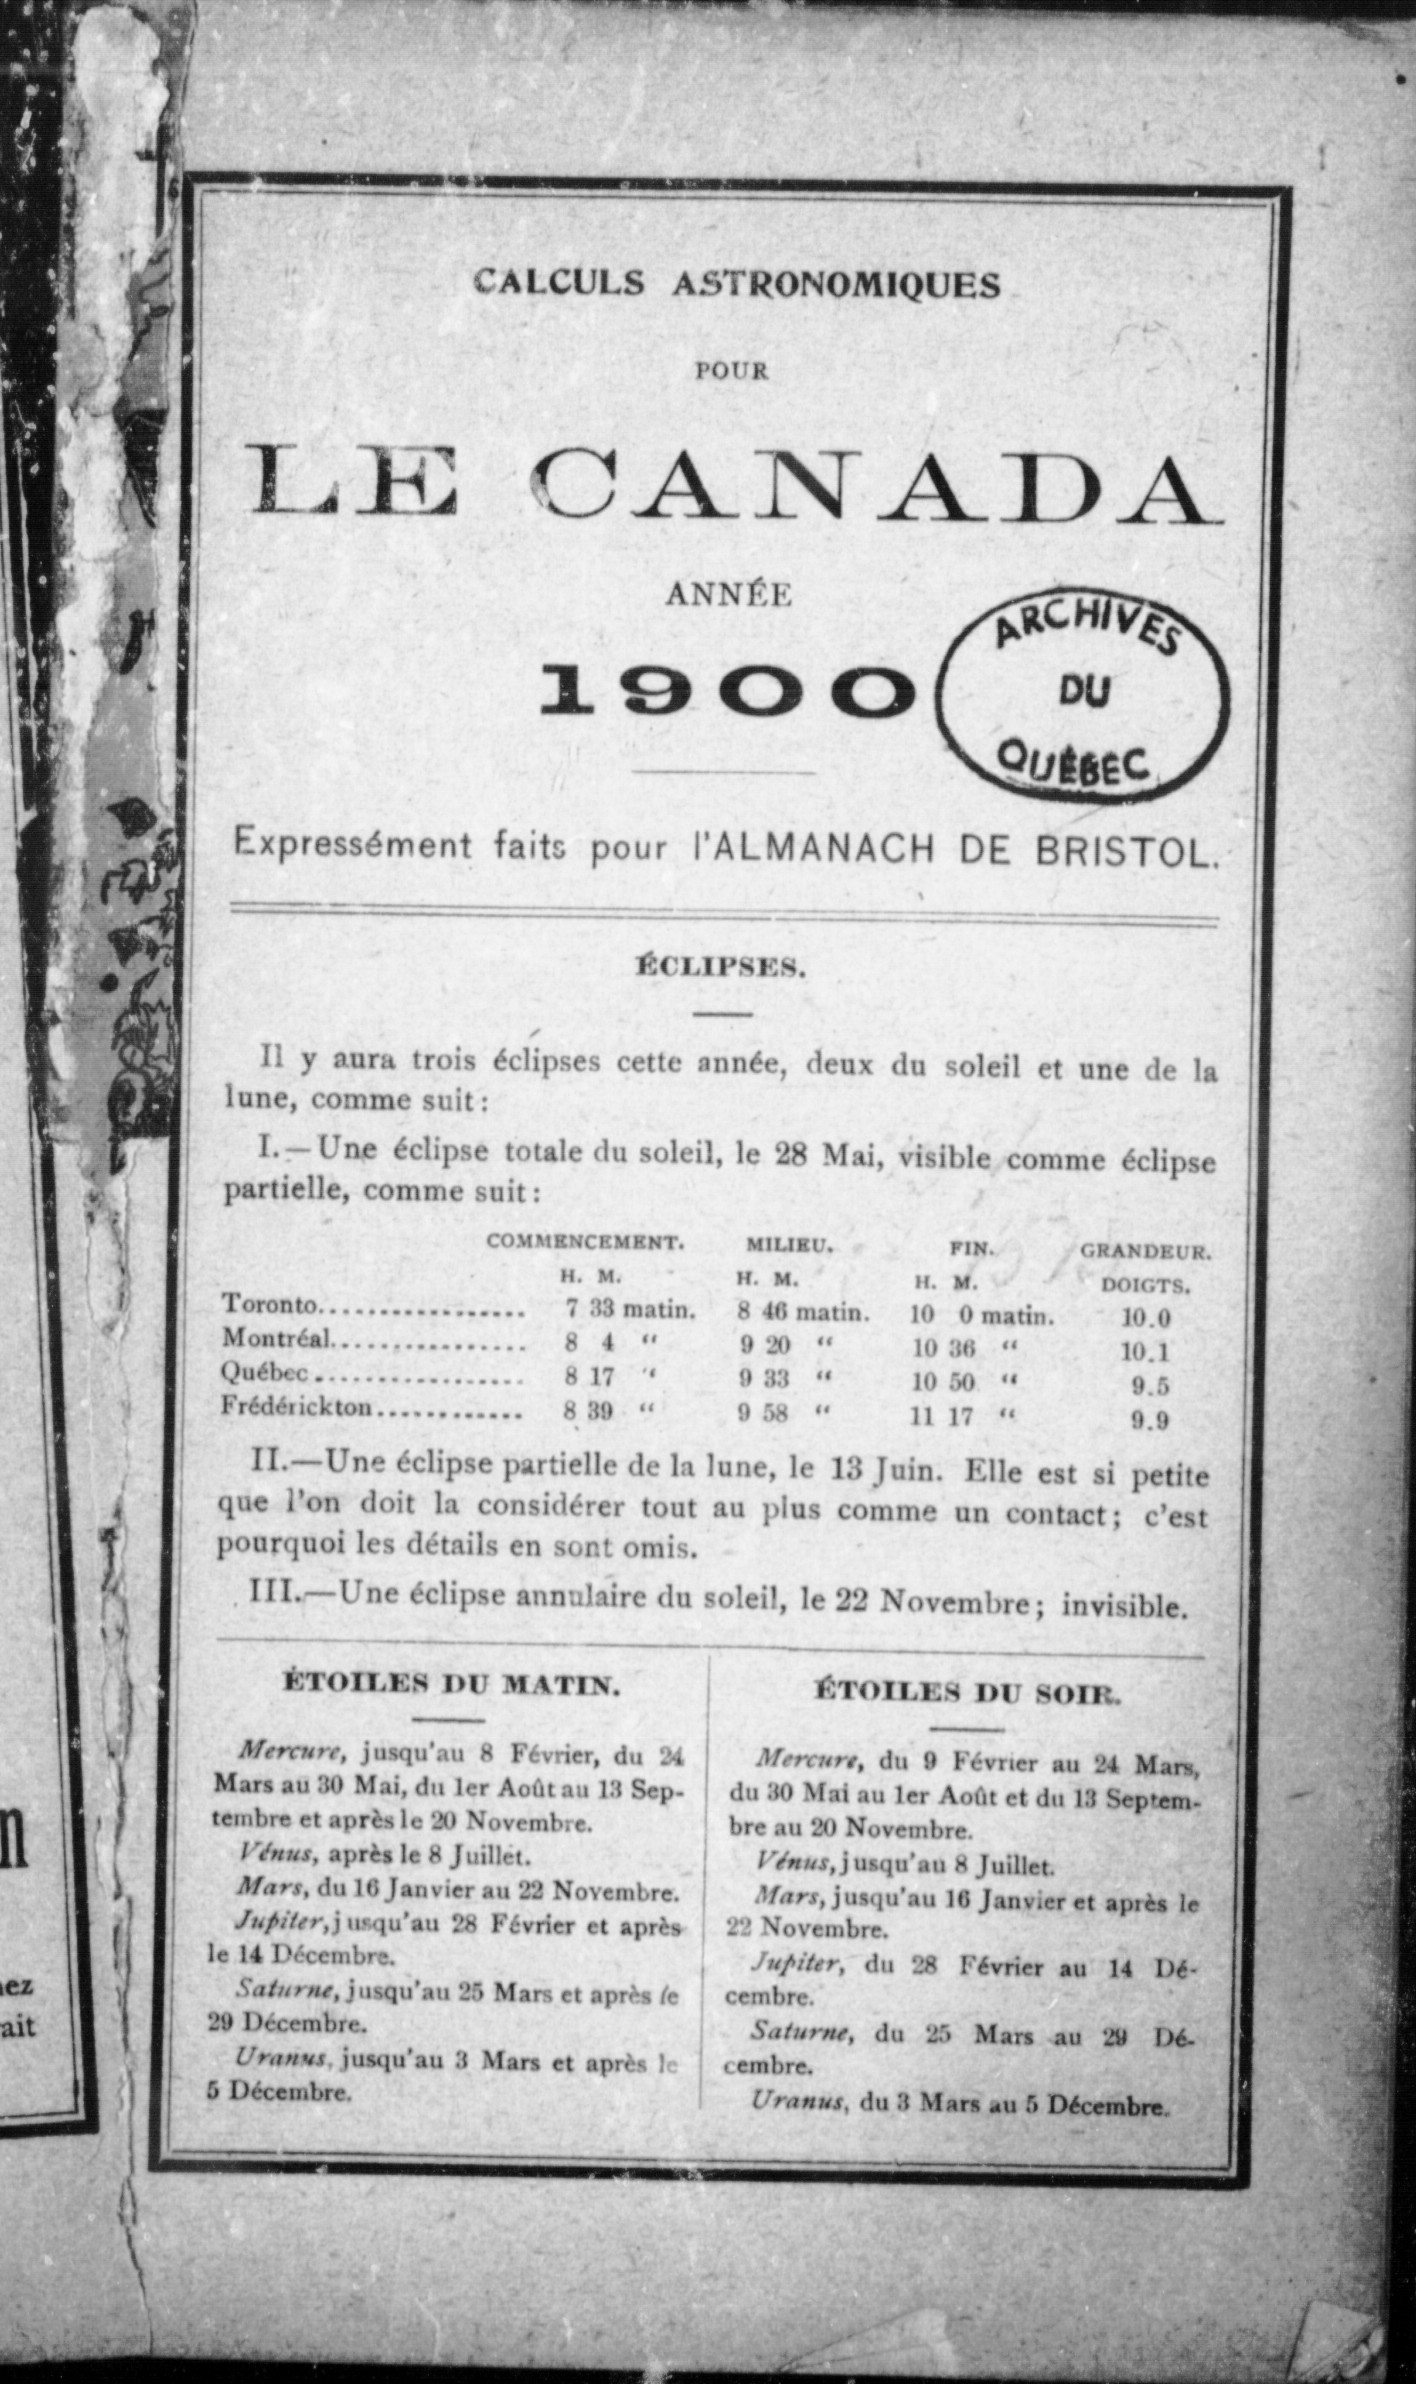 CALCULS ASTRONOMIQUES
POUR
LE CANADA
ANNÉE
1900
ARCHIVES
DU
QUÉBEC
Expressément faits pour l'ALMANACH DE BRISTOL.
ÉCLIPSES.
Il y aura trois éclipses cette année, deux du soleil et une de la
lune, comme suit:
I.—Une éclipse totale du soleil, le 28 Mai, visible comme éclipse
partielle, comme suit:
COMMENCEMENT. MILIEU. FIN. GRANDEUR.
H. M. H. M. H. M. DOIGTS.
Toronto................. 7 33 matin. 8 46 matin. 10 0 matin. 10.0
Montréal................ 8 4 “ 9 20 “ 10 36 “ 10.1
Québec.................. 8 17 “ 9 33 “ 10 50 “ 9.5
Frédérickton............ 8 39 “ 9 58 “ 11 17 “ 9.9
II.—Une éclipse partielle de la lune, le 13 Juin. Elle est si petite
que l'on doit la considérer tout au plus comme un contact; c'est
pourquoi les détails en sont omis.
III.—Une éclipse annulaire du soleil, le 22 Novembre; invisible.
ÉTOILES DU MATIN.
Mercure, jusqu'au 8 Février, du 24
Mars au 30 Mai, du 1er Août au 13 Sep-
tembre et après le 20 Novembre.
Vénus, après le 8 Juillet.
Mars, du 16 Janvier au 22 Novembre.
Jupiter, jusqu'au 28 Février et après
le 14 Décembre.
Saturne, jusqu'au 25 Mars et après le
29 Décembre.
Uranus, jusqu'au 3 Mars et après le
5 Décembre.
ÉTOILES DU SOIR.
Mercure, du 9 Février au 24 Mars,
du 30 Mai au 1er Août et du 13 Septem-
bre au 20 Novembre.
Vénus, jusqu'au 8 Juillet.
Mars, jusqu'au 16 Janvier et après le
22 Novembre.
Jupiter, du 28 Février au 14 Dé-
cembre.
Saturne, du 25 Mars au 29 Dé-
cembre.
Uranus, du 3 Mars au 5 Décembre.